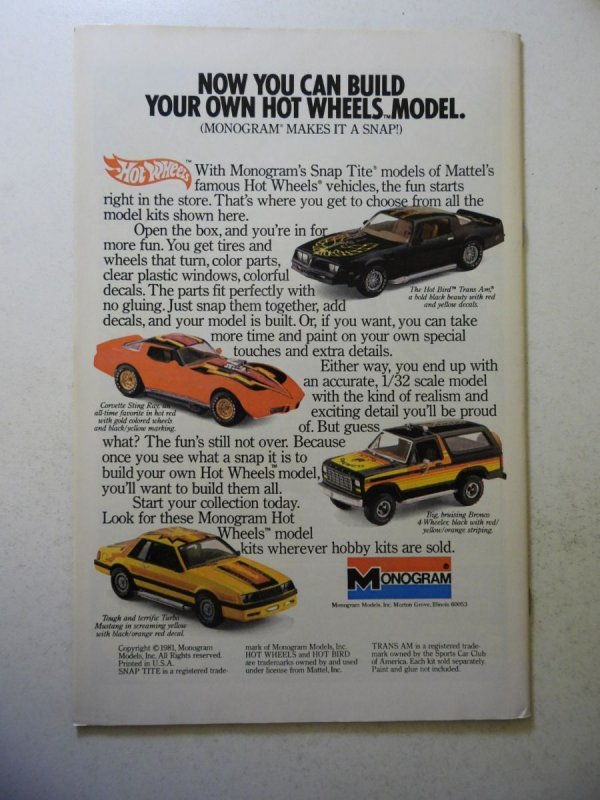 NOW YOU CAN BUILD
YOUR OWN HOT WHEELS™ MODEL.
(MONOGRAM® MAKES IT A SNAP!)
Hot Wheels™
With Monogram's Snap Tite® models of Mattel's
famous Hot Wheels® vehicles, the fun starts
right in the store. That's where you get to choose from all the
model kits shown here.
Open the box, and you're in for
more fun. You get tires and
wheels that turn, color parts,
clear plastic windows, colorful
decals. The parts fit perfectly with
no gluing. Just snap them together, add
decals, and your model is built. Or, if you want, you can take
more time and paint on your own special
touches and extra details.
The Hot Bird™ Trans Am,®
a bold black beauty with red
and yellow decals.
Either way, you end up with
an accurate, 1/32 scale model
with the kind of realism and
exciting detail you'll be proud
of. But guess
what? The fun's still not over. Because
once you see what a snap it is to
build your own Hot Wheels™ model,
you'll want to build them all.
Start your collection today.
Look for these Monogram Hot
Wheels™ model
kits wherever hobby kits are sold.
Corvette Sting Ray, an
all-time favorite in hot red
with gold colored wheels
and black/yellow marking.
Big, bruising Bronco
4-Wheeler, black with red/
yellow/orange striping.
Tough and terrific Turbo
Mustang in screaming yellow
with black/orange red decal.
MONOGRAM
Monogram Models, Inc. Morton Grove, Illinois 60053
Copyright © 1981, Monogram
Models, Inc. All Rights reserved.
Printed in U.S.A.
SNAP TITE is a registered trade-
mark of Monogram Models, Inc.
HOT WHEELS and HOT BIRD
are trademarks owned by and used
under license from Mattel, Inc.
TRANS AM is a registered trade-
mark owned by the Sports Car Club
of America. Each kit sold separately.
Paint and glue not included.